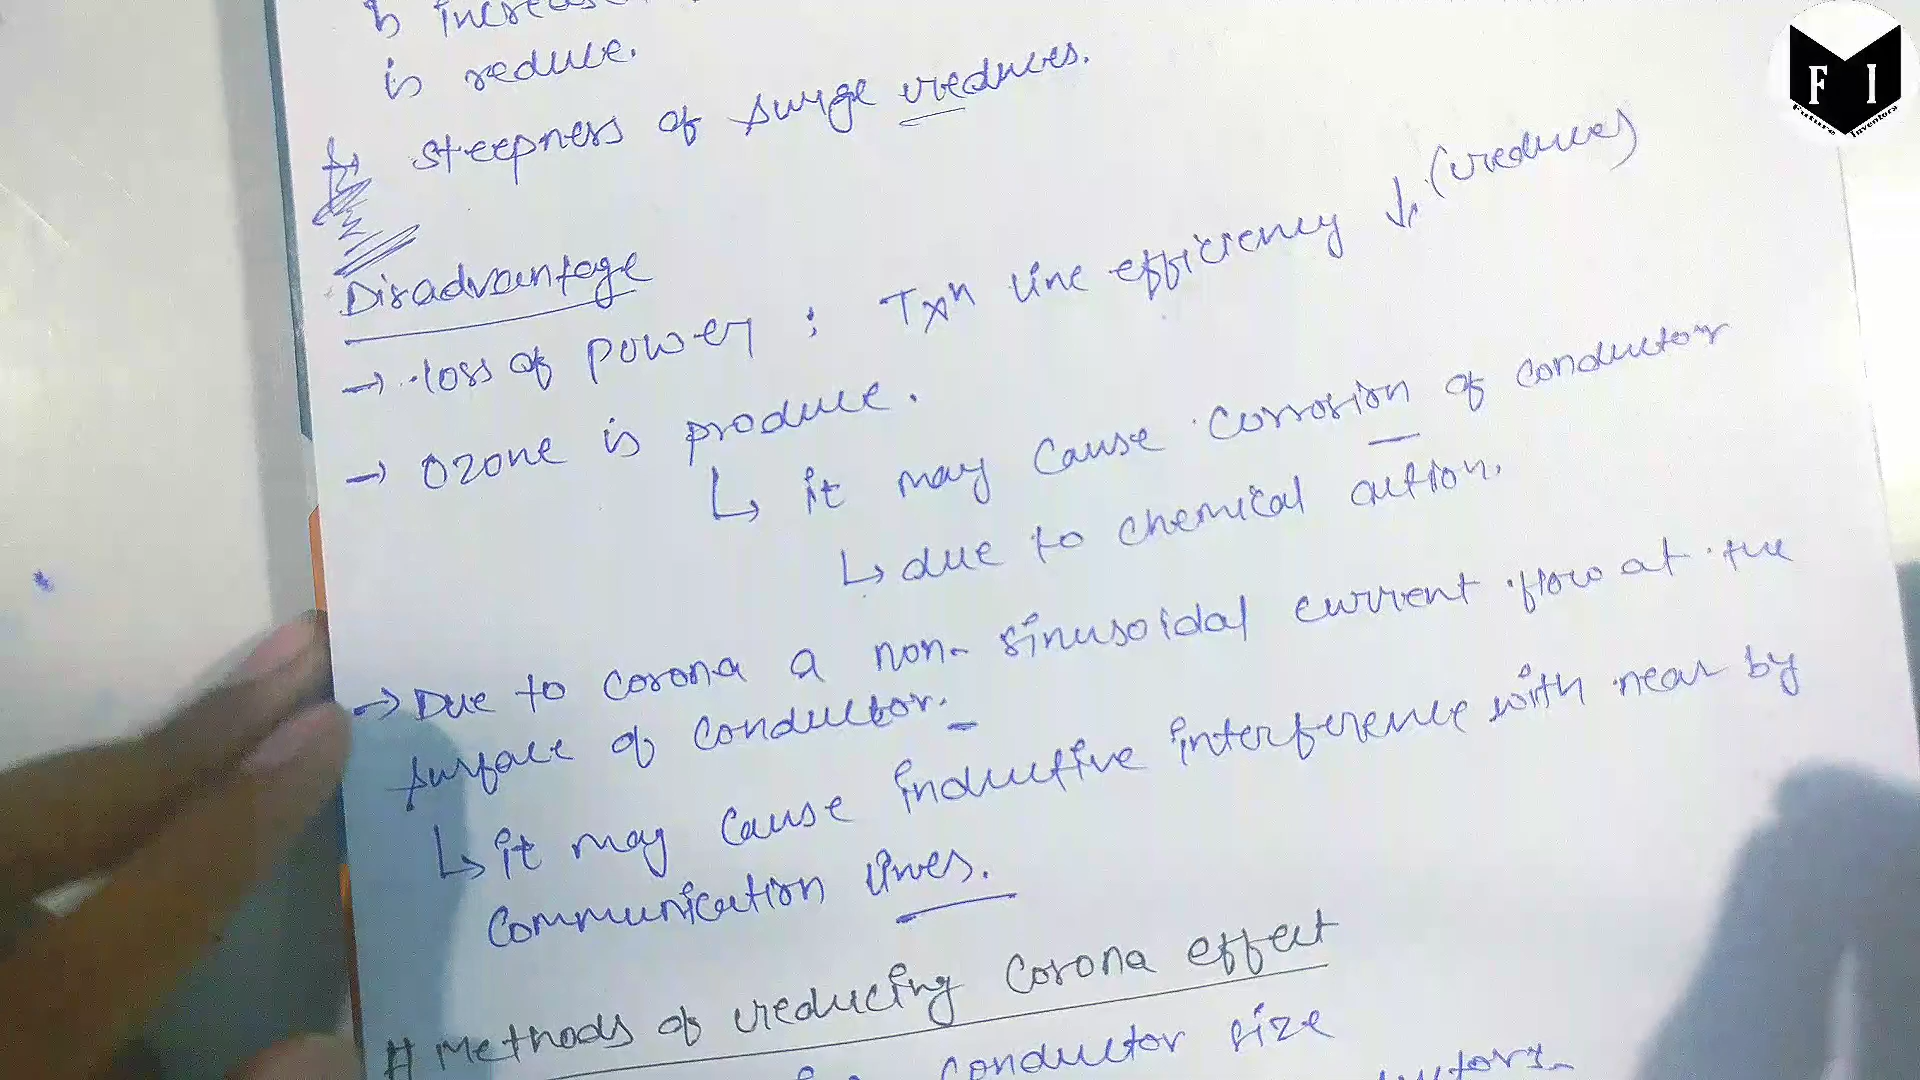 is reduce.
steepness of surge reduces.
Disadvantage
→ loss of power : Txn line efficiency ↓. (reduces)
→ Ozone is produce.
↳ it may cause corrosion of conductor
↳ due to chemical action.
→ Due to corona a non-sinusoidal current flow at the
surface of conductor.
↳ it may cause inductive interference with near by
communication lines.
# Methods of reducing Corona effect
conductor size
F I
Future Inventors